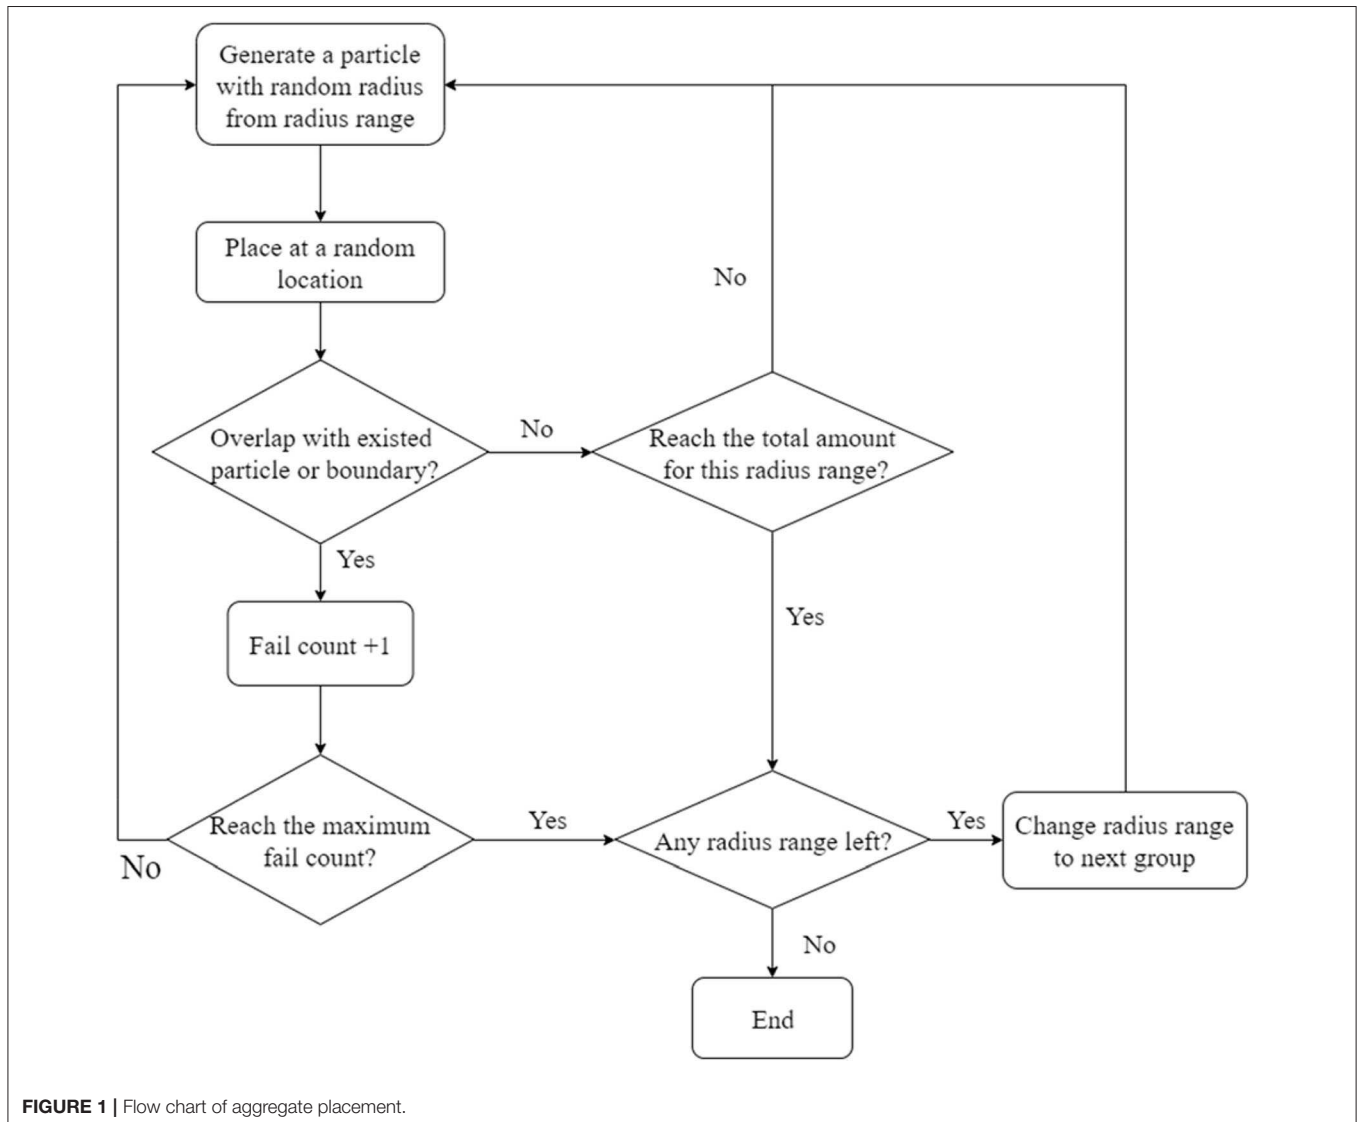 Generate a particle
with random radius
from radius range
Place at a random
location
No
Overlap with existed
particle or boundary?
No
Reach the total amount
for this radius range?
Yes
Yes
Fail count +1
Reach the maximum
fail count?
Yes
Any radius range left?
Yes
Change radius range
to next group
No
No
End
FIGURE 1 | Flow chart of aggregate placement.